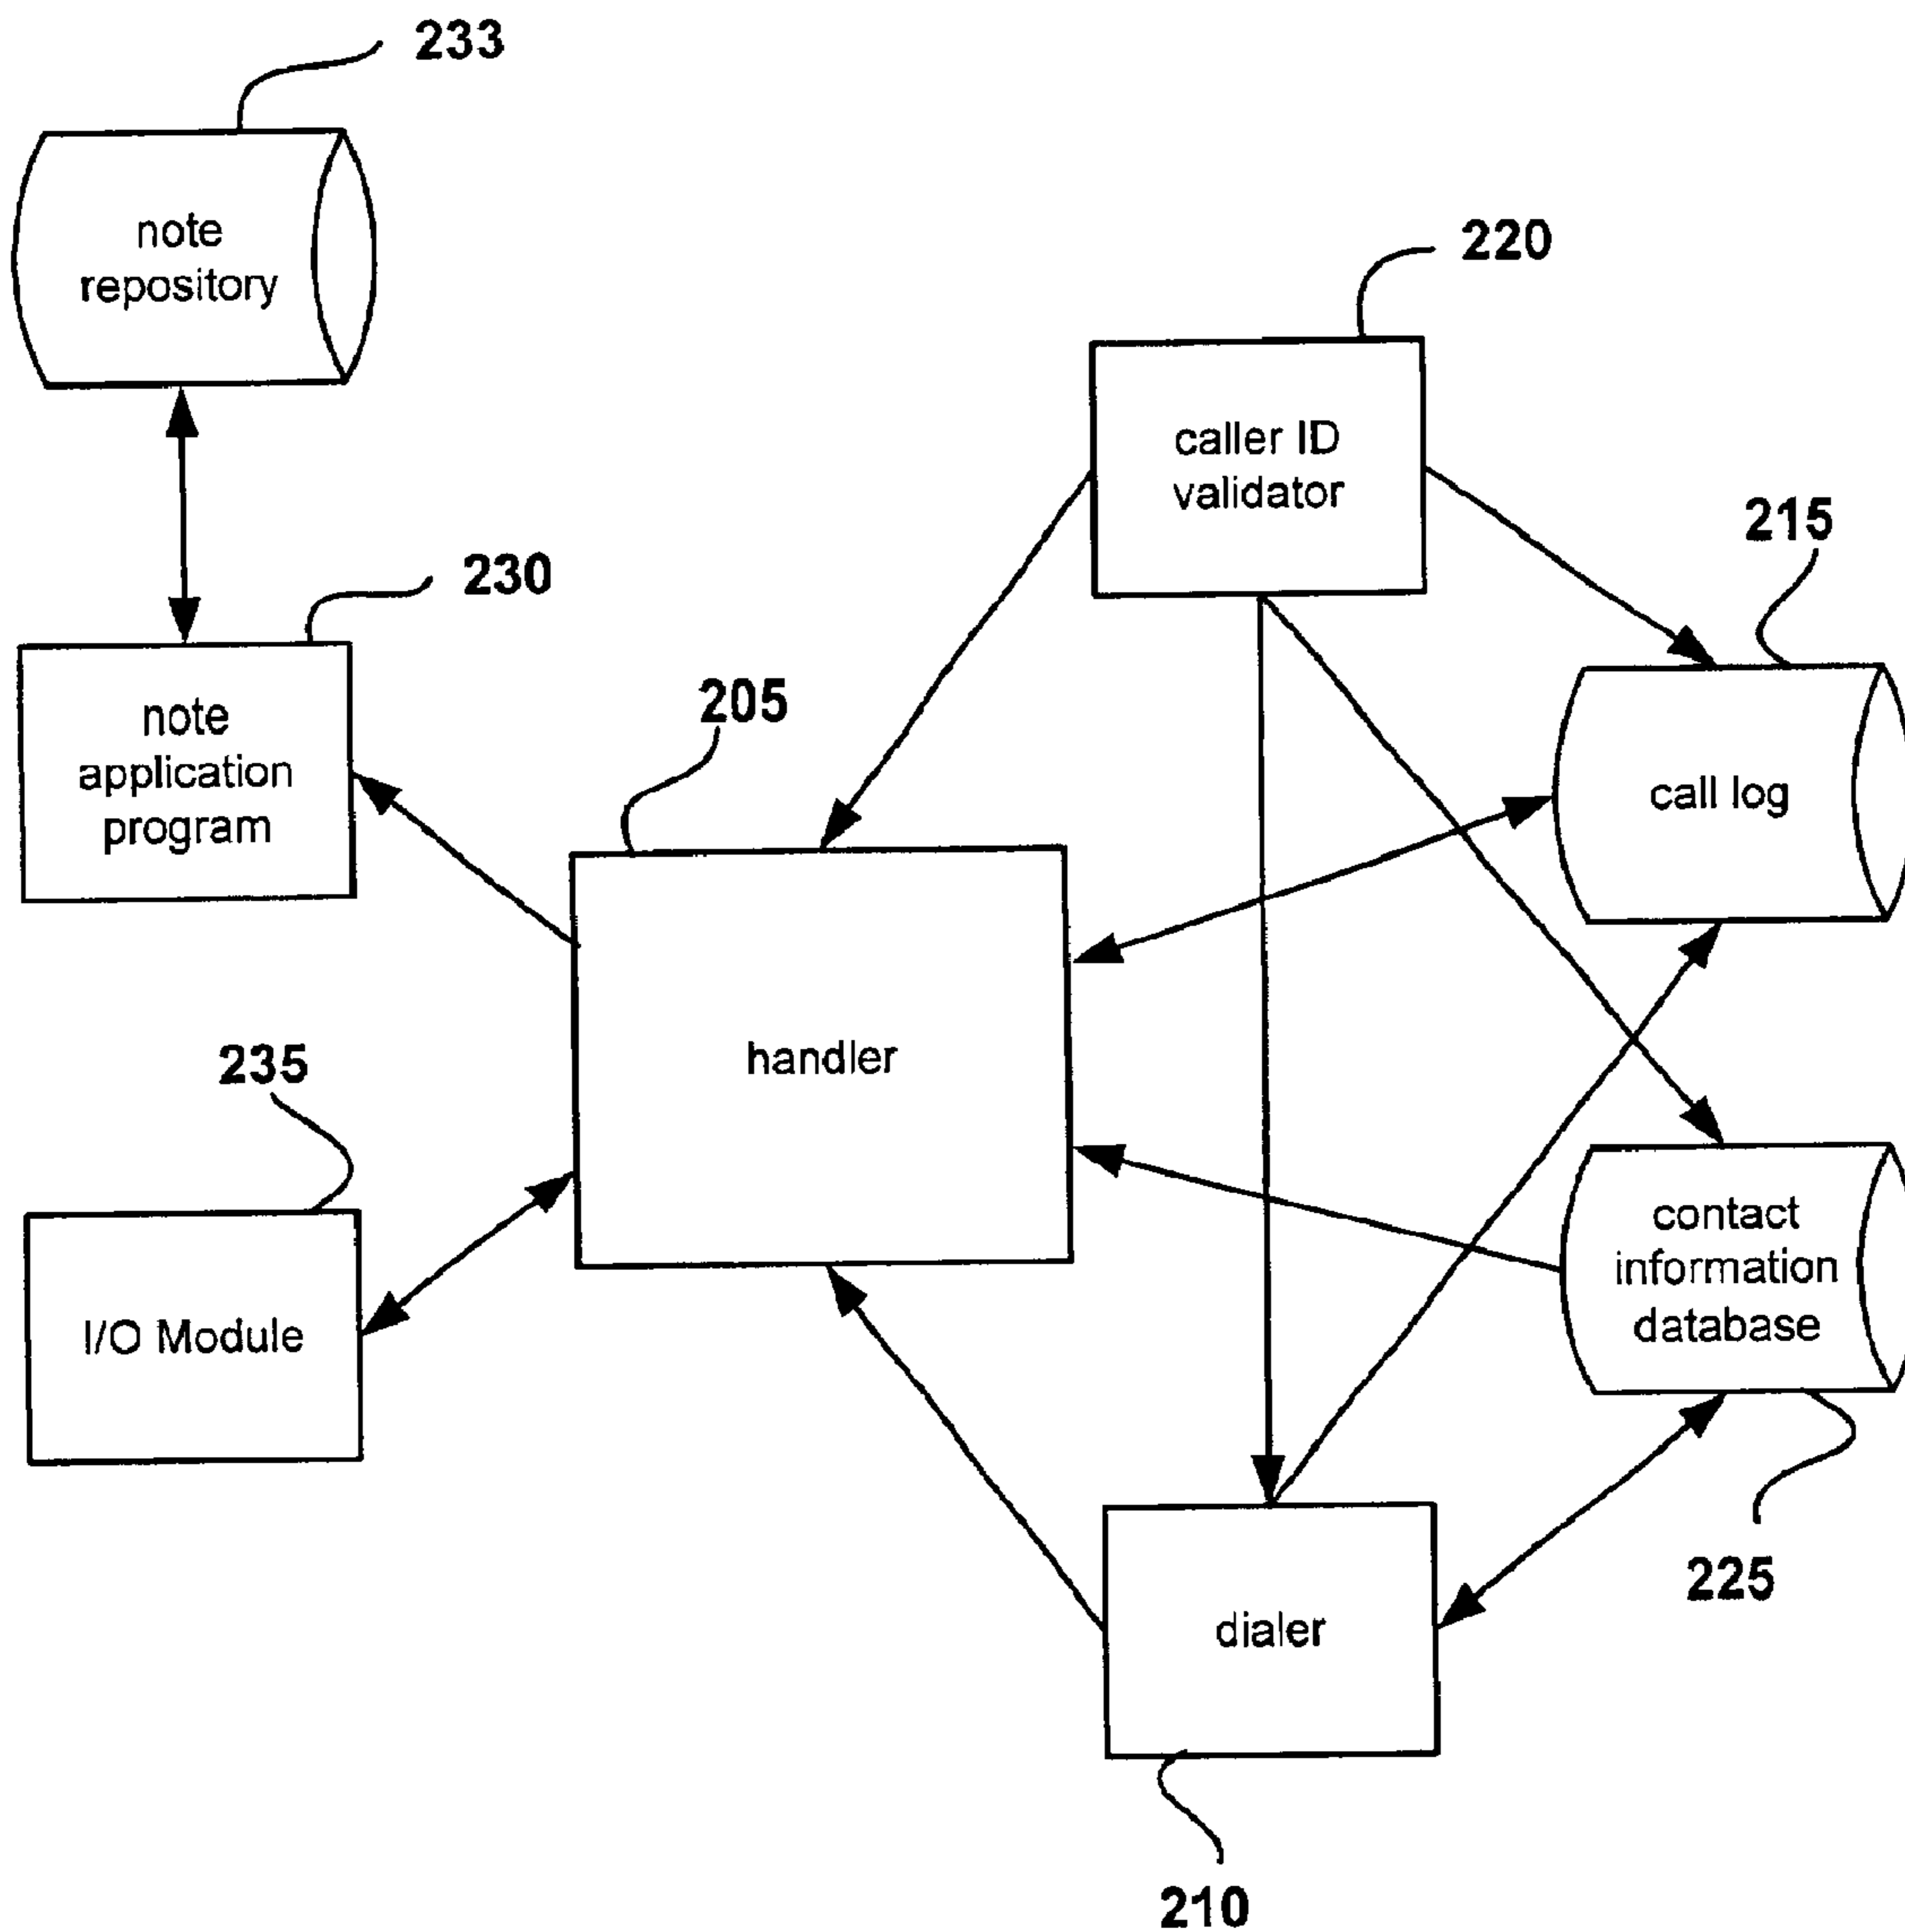 233
note
repository
220
caller ID
validator
215
230
note
application
program
205
call log
handler
235
I/O Module
contact
information
database
225
dialer
210